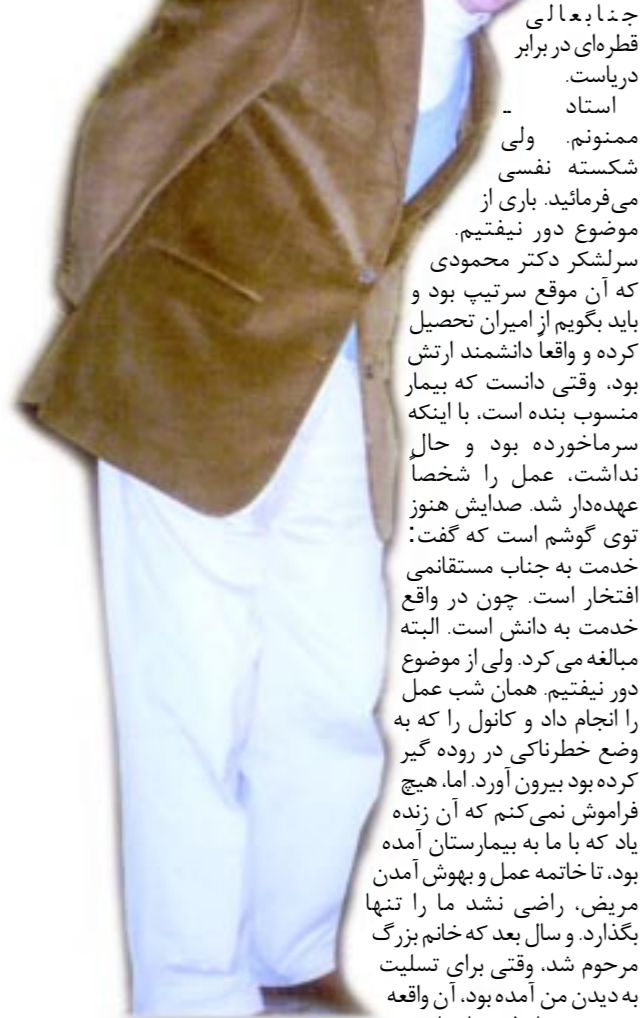 جنابعالی
قطره‌ای در برابر
دریاست.
استاد -
ممنونم. ولی
شکسته نفسی
می‌فرمائید. باری از
موضوع دور نیفتیم.
سرلشکر دکتر محمودی
که آن موقع سرتیپ بود و
باید بگویم از امیران تحصیل
کرده و واقعاً دانشمند ارتش
بود، وقتی دانست که بیمار
منسوب بنده است، با اینکه
سرماخورده بود و حال
نداشت، عمل را شخصاً
عهده‌دار شد. صدایش هنوز
توی گوشم است که گفت:
خدمت به جناب مستقانمی
افتخار است. چون در واقع
خدمت به دانش است. البته
مبالغه می‌کرد. ولی از موضوع
دور نیفتیم. همان شب عمل
را انجام داد و کانول را که به
وضع خطرناکی در روده گیر
کرده بود بیرون آورد. اما، هیچ
فراموش نمی‌کنم که آن زنده
یاد که با ما به بیمارستان آمده
بود، تا خاتمه عمل و بهوش آمدن
مریض، راضی نشد ما را تنها
بگذارد. و سال بعد که خانم بزرگ
مرحوم شد، وقتی برای تسلیت
به دیدن من آمده بود، آن واقعه